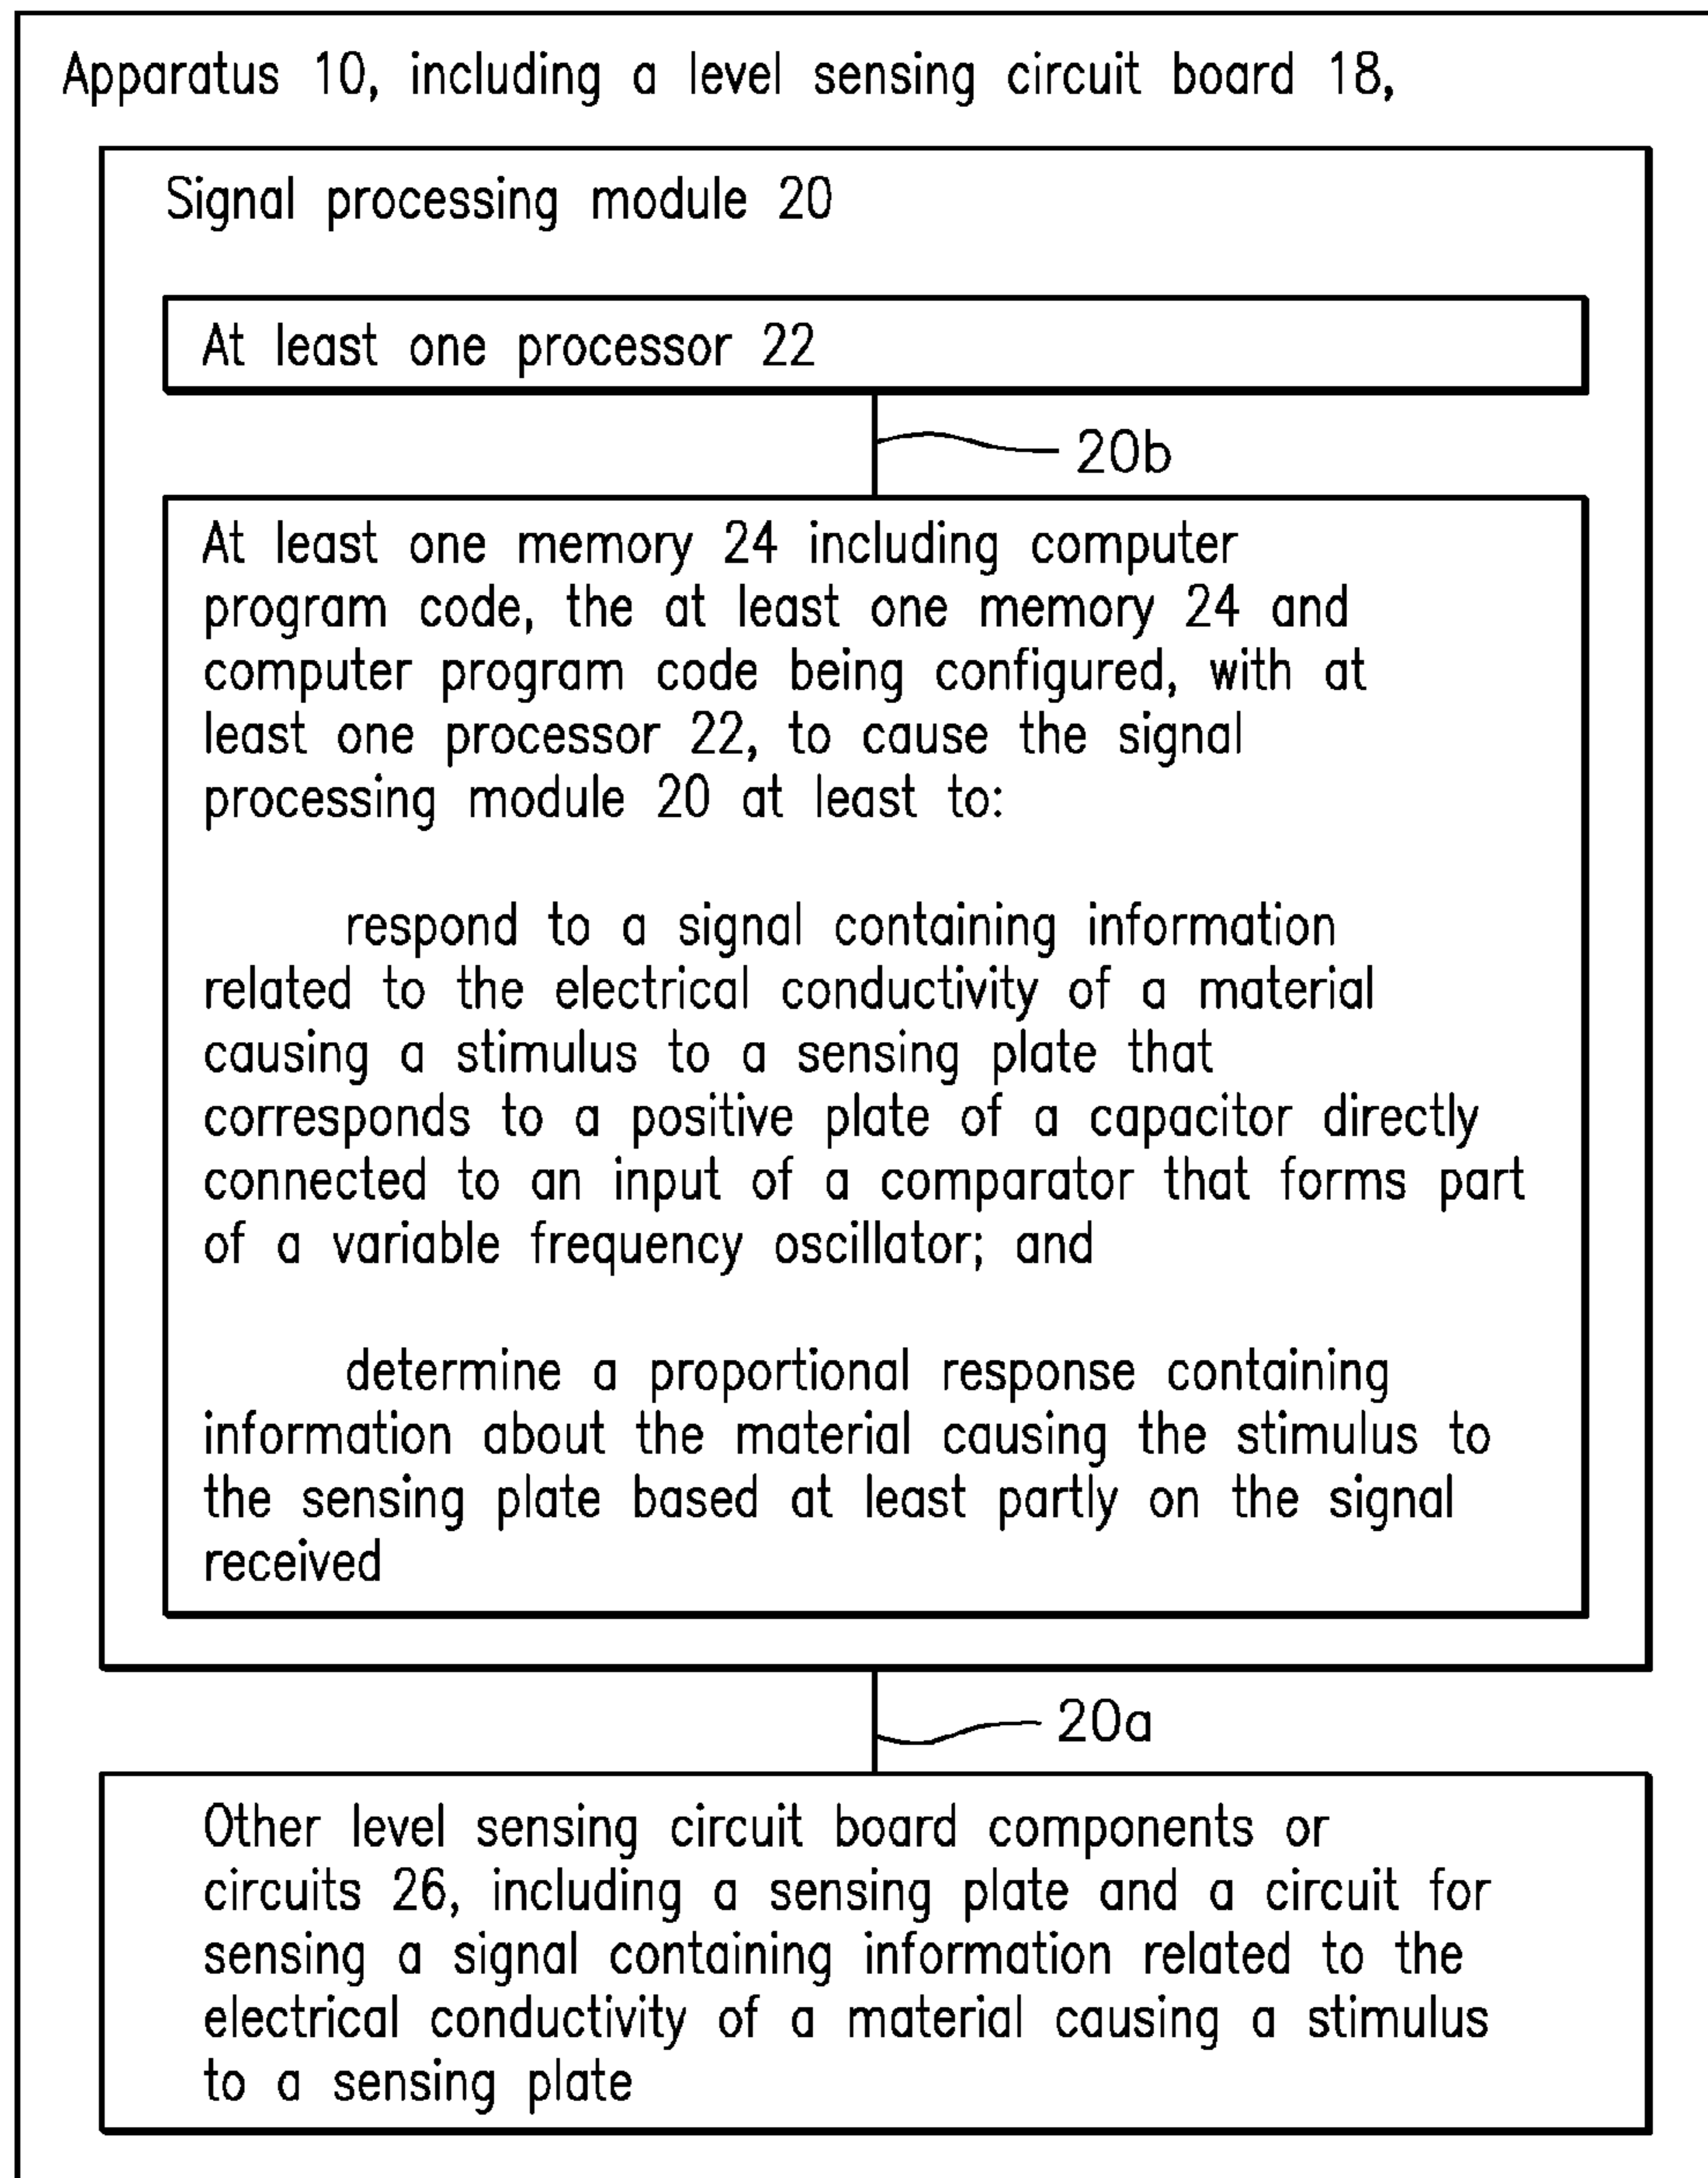 Apparatus 10, including a level sensing circuit board 18,
Signal processing module 20
At least one processor 22
20b
At least one memory 24 including computer
program code, the at least one memory 24 and
computer program code being configured, with at
least one processor 22, to cause the signal
processing module 20 at least to:
respond to a signal containing information
related to the electrical conductivity of a material
causing a stimulus to a sensing plate that
corresponds to a positive plate of a capacitor directly
connected to an input of a comparator that forms part
of a variable frequency oscillator; and
determine a proportional response containing
information about the material causing the stimulus to
the sensing plate based at least partly on the signal
received
20a
Other level sensing circuit board components or
circuits 26, including a sensing plate and a circuit for
sensing a signal containing information related to the
electrical conductivity of a material causing a stimulus
to a sensing plate